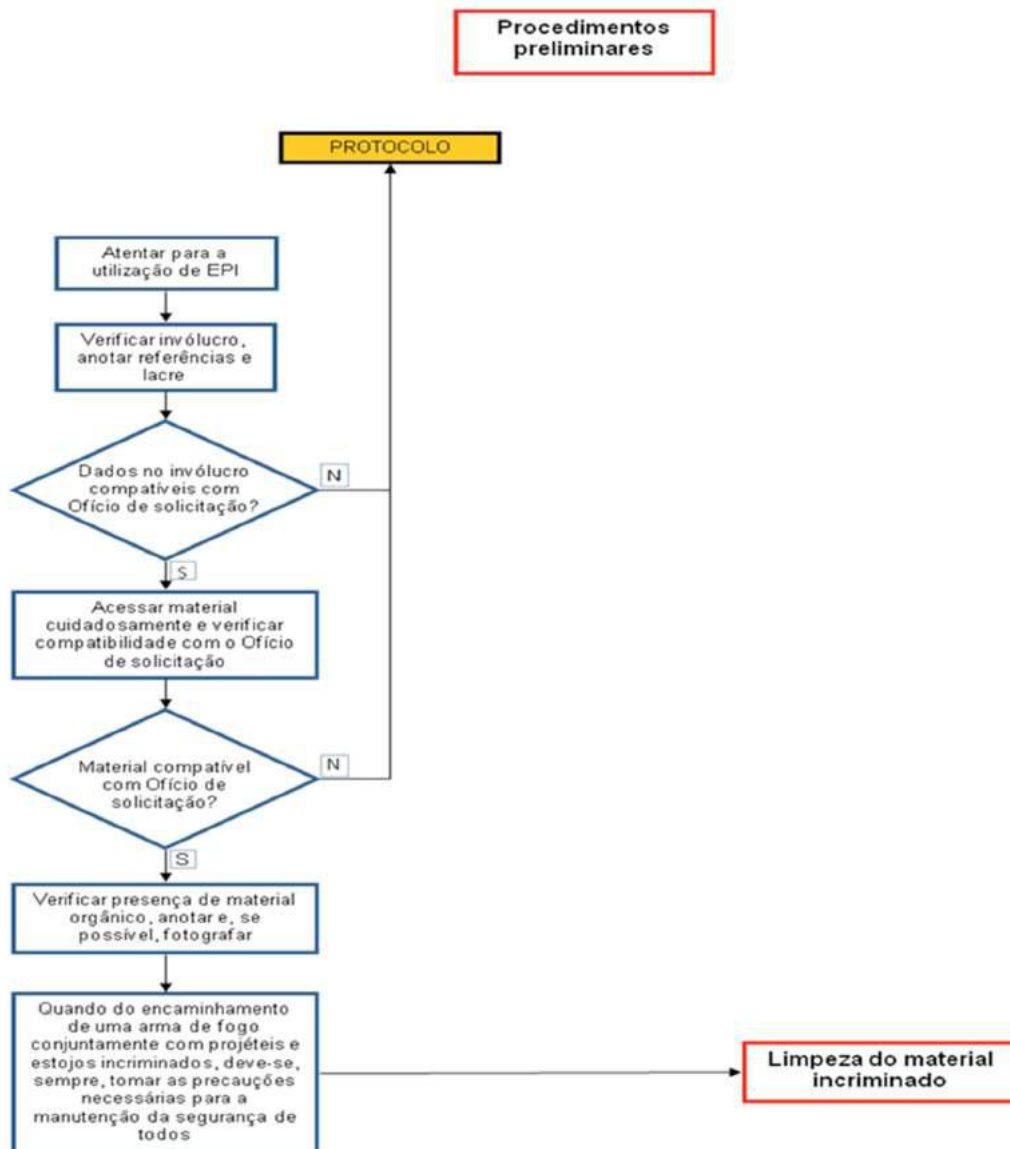 Procedimentos
preliminares
PROTOCOLO
Atentar para a
utilização de EPI
Verificar invólucro,
anotar referências e
lacre
Dados no invólucro
compatíveis com
Ofício de solicitação?
N
S
Acessar material
cuidadosamente e verificar
compatibilidade com o Ofício
de solicitação
Material compatível
com Ofício de
solicitação?
N
S
Verificar presença de material
orgânico, anotar e, se
possível, fotografar
Quando do encaminhamento
de uma arma de fogo
conjuntamente com projéteis e
estojos incriminados, deve-se,
sempre, tomar as precauções
necessárias para a
manutenção da segurança de
todos
Limpeza do material
incriminado